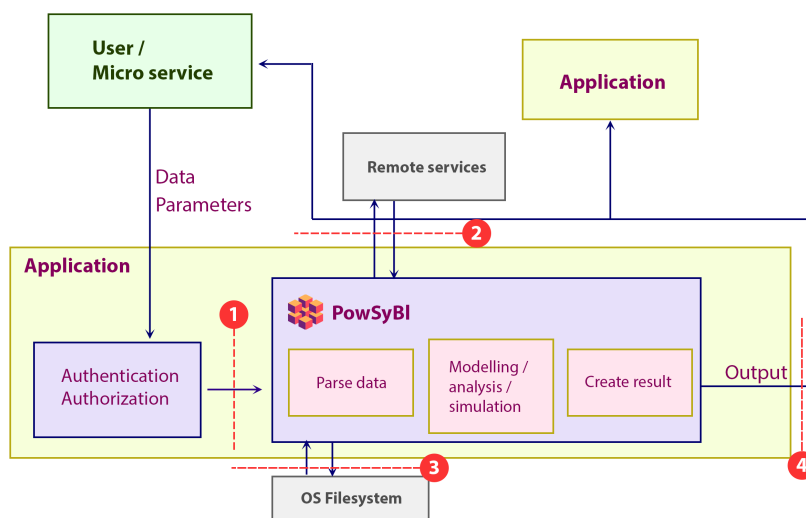 User /
Micro service
Application
Remote services
Data
Parameters
2
Application
1
PowSyBl
Authentication
Authorization
Parse data
Modelling /
analysis /
simulation
Create result
Output
3
4
OS Filesystem